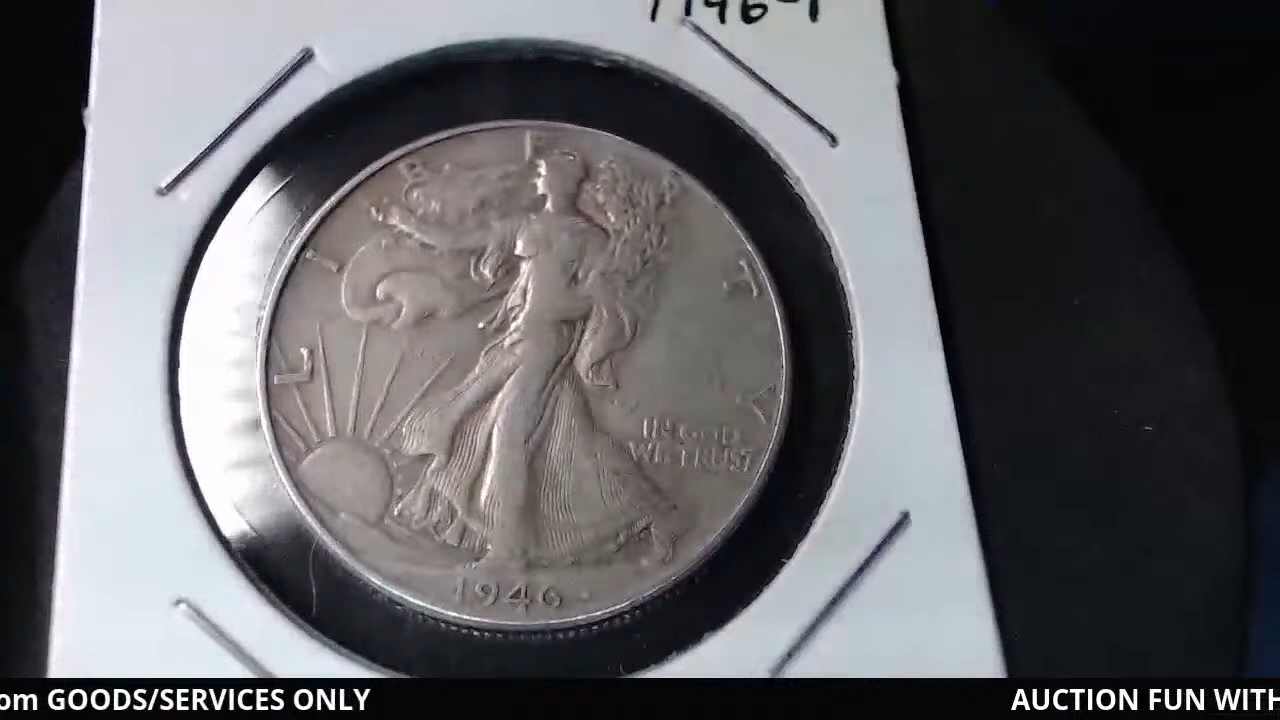 1946-P
LIBERTY
IN GOD
WE TRUST
1946
om GOODS/SERVICES ONLY
AUCTION FUN WITH